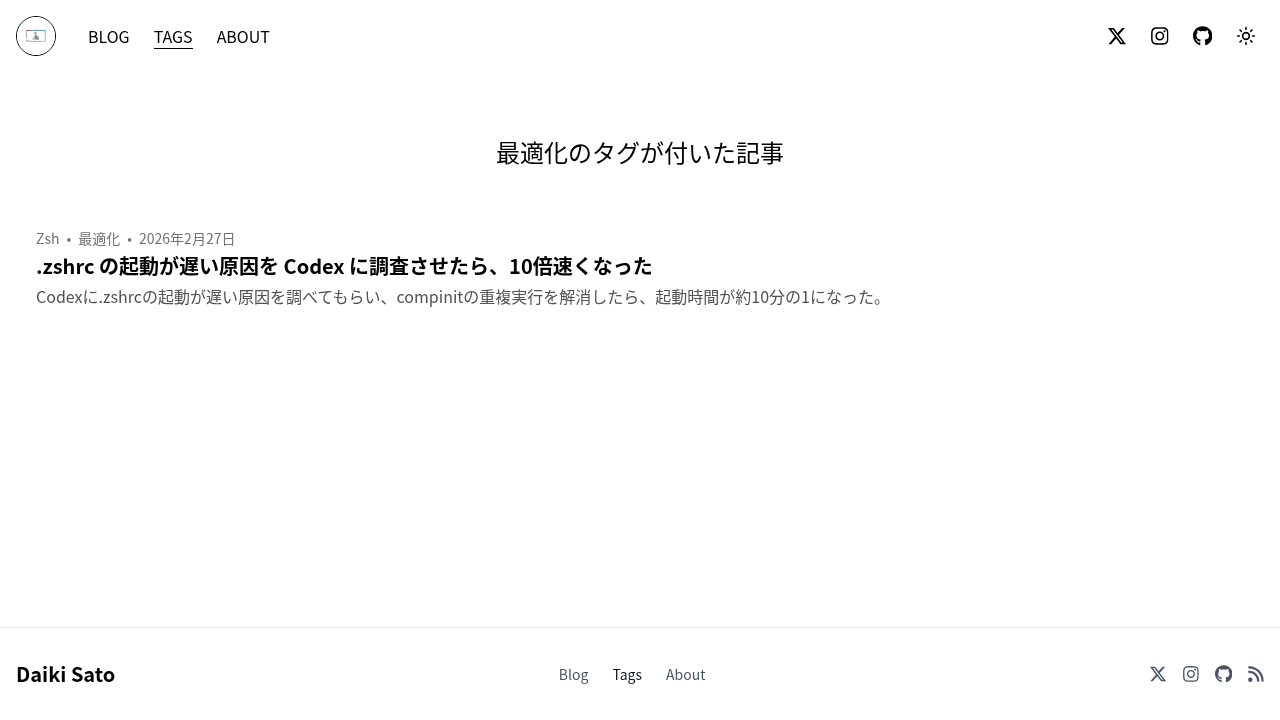 BLOG TAGS ABOUT
最適化のタグが付いた記事
Zsh • 最適化 • 2026年2月27日
.zshrc の起動が遅い原因を Codex に調査させたら、10倍速くなった
Codexに.zshrcの起動が遅い原因を調べてもらい、compinitの重複実行を解消したら、起動時間が約10分の1になった。
Daiki Sato
Blog Tags About